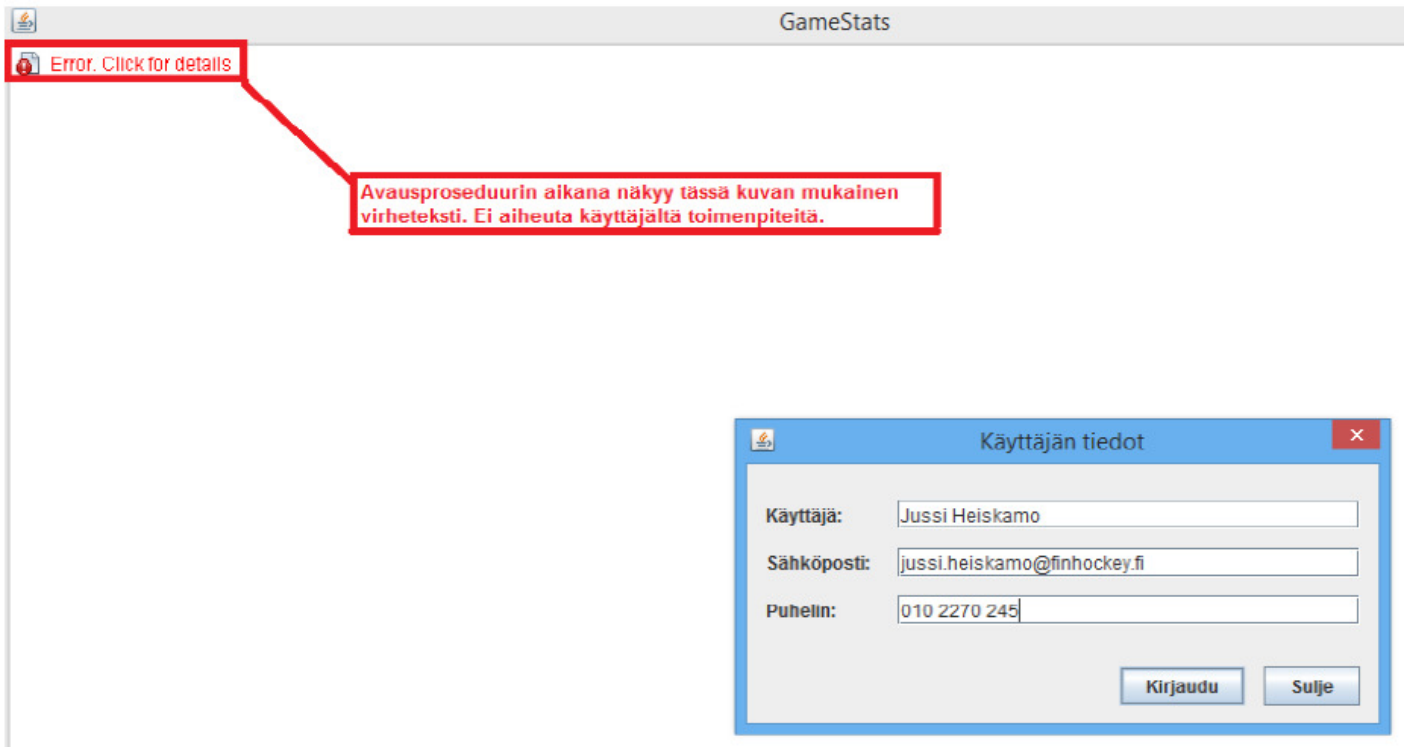 GameStats
Error. Click for details
Avausproseduurin aikana näkyy tässä kuvan mukainen
virheteksti. Ei aiheuta käyttäjältä toimenpiteitä.
Käyttäjän tiedot
Käyttäjä: Jussi Heiskamo
Sähköposti: jussi.heiskamo@finhockey.fi
Puhelin: 010 2270 245
Kirjaudu Sulje